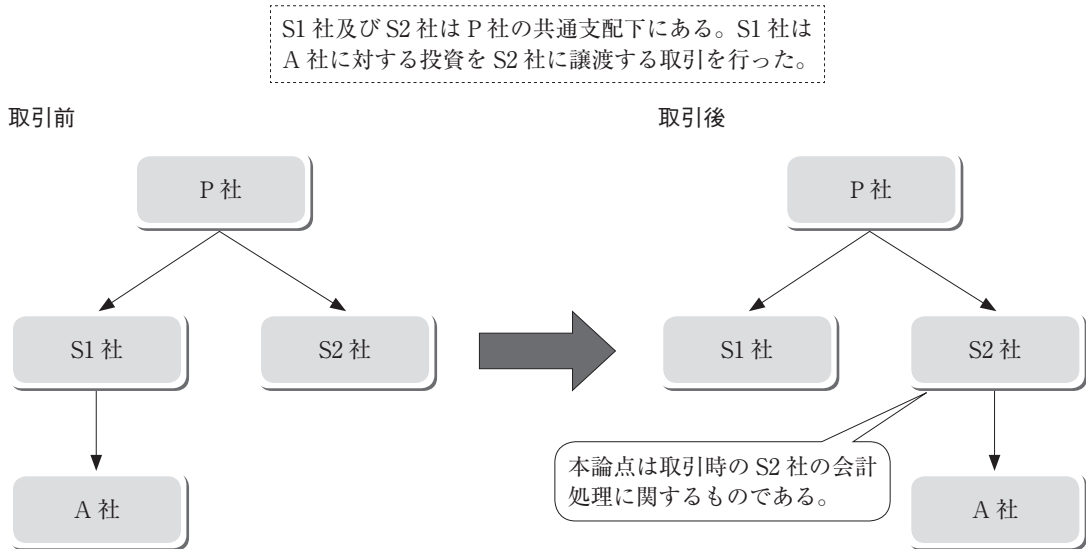 S1 社及び S2 社は P 社の共通支配下にある。S1 社は
A 社に対する投資を S2 社に譲渡する取引を行った。
取引前
P 社
S1 社
S2 社
A 社
取引後
P 社
S1 社
S2 社
本論点は取引時の S2 社の会計
処理に関するものである。
A 社